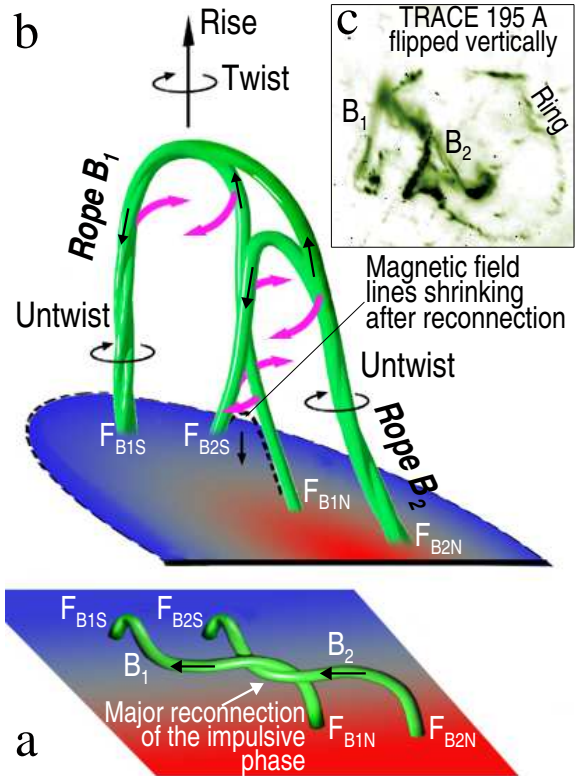 b
Rise
Twist
c
TRACE 195 A
flipped vertically
B1
B2
Ring
Rope B1
Magnetic field
lines shrinking
after reconnection
Untwist
Untwist
Rope B2
FB1S
FB2S
FB1N
FB2N
FB1S
FB2S
B1
B2
Major reconnection
of the impulsive
phase
FB1N
FB2N
a